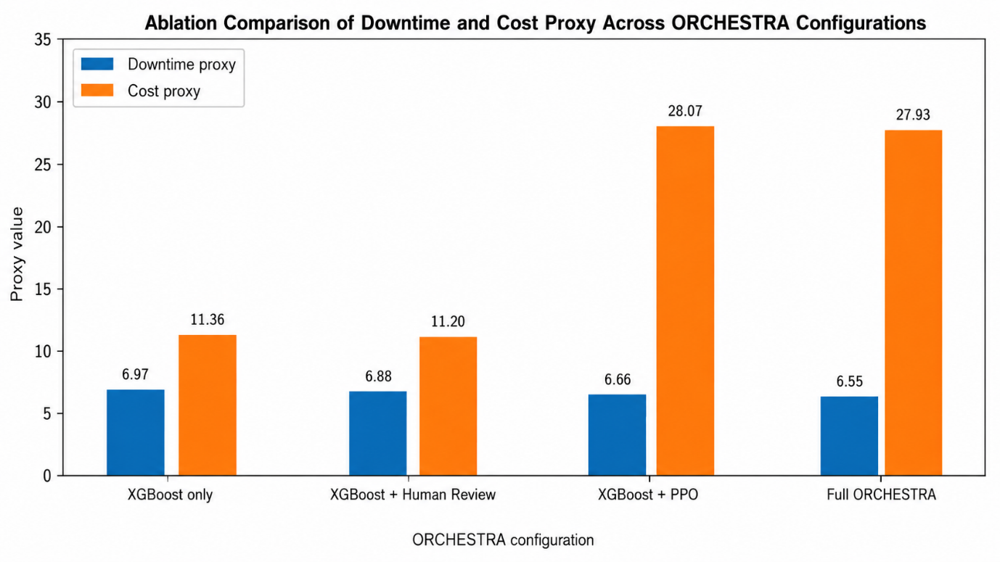 Ablation Comparison of Downtime and Cost Proxy Across ORCHESTRA Configurations
Downtime proxy
Cost proxy
Proxy value
35
30
25
20
15
10
5
0
6.97
11.36
6.88
11.20
6.66
28.07
6.55
27.93
XGBoost only
XGBoost + Human Review
XGBoost + PPO
Full ORCHESTRA
ORCHESTRA configuration